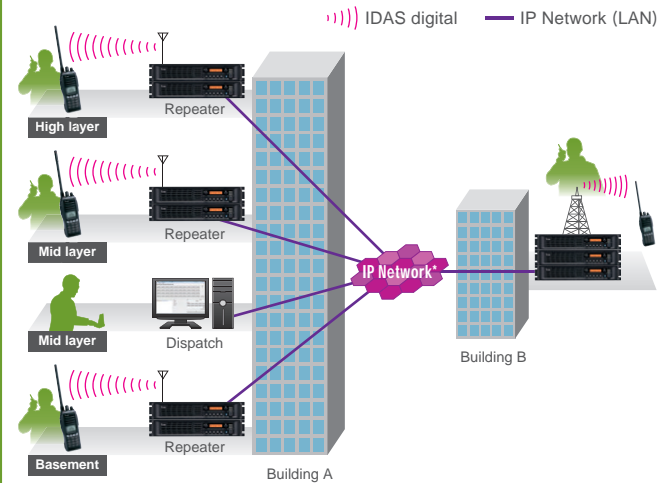 IDAS digital
IP Network (LAN)
Repeater
High layer
Repeater
Mid layer
IP Network*
Dispatch
Mid layer
Building B
Repeater
Basement
Building A